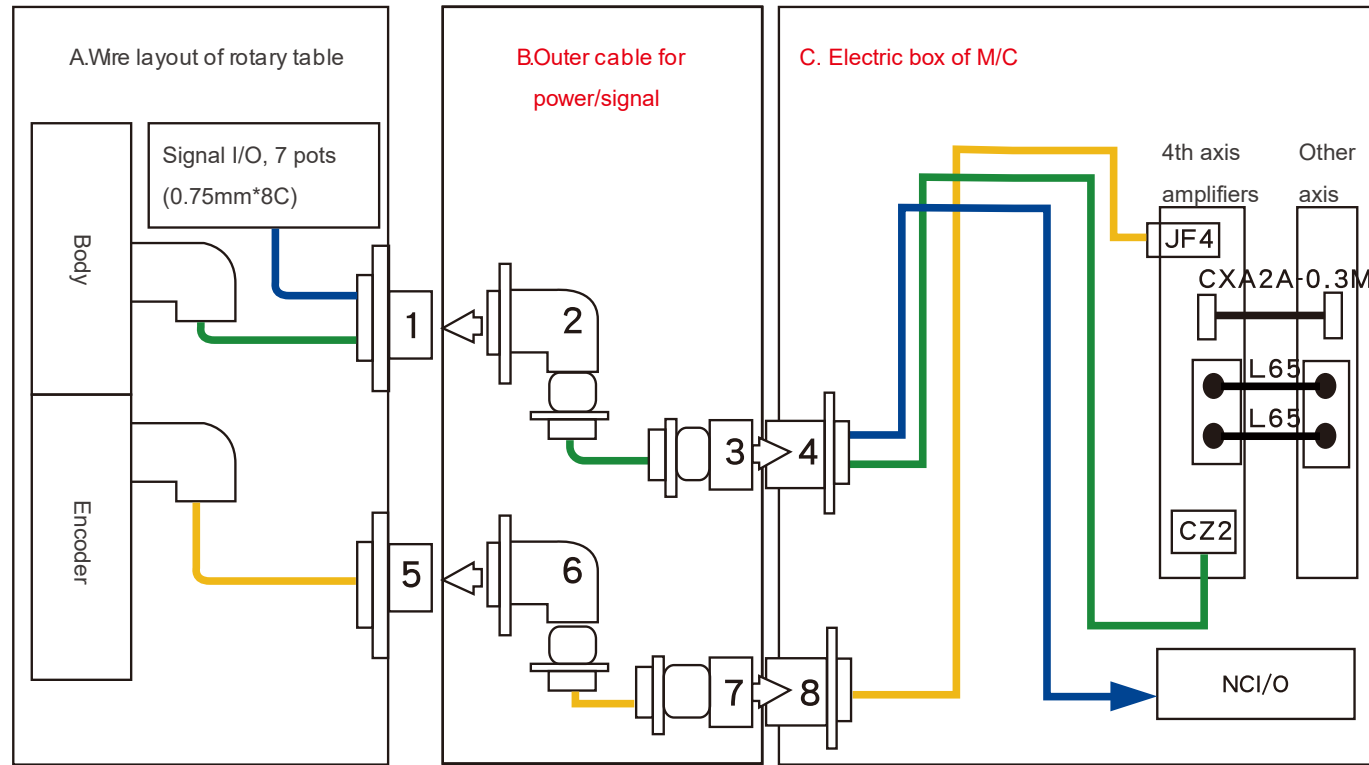 A.Wire layout of rotary table
Signal I/O, 7 pots
(0.75mm*8C)
Body
Encoder
1
5
B.Outer cable for
power/signal
2
3
6
7
C. Electric box of M/C
4
8
4th axis
amplifiers
Other
axis
JF4
CXA2A-0.3M
L65
L65
CZ2
NCI/O